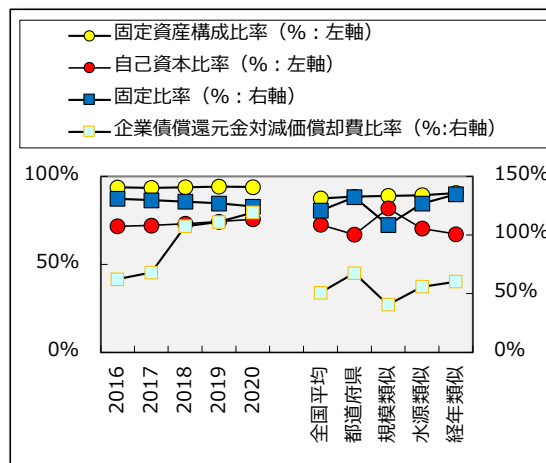 固定資産構成比率（%：左軸）
自己資本比率（%：左軸）
固定比率（%：右軸）
企業債償還元金対減価償却費比率（%:右軸）
100%
50%
0%
150%
100%
50%
0%
2016
2017
2018
2019
2020
全国平均
都道府県
規模類似
水源類似
経年類似